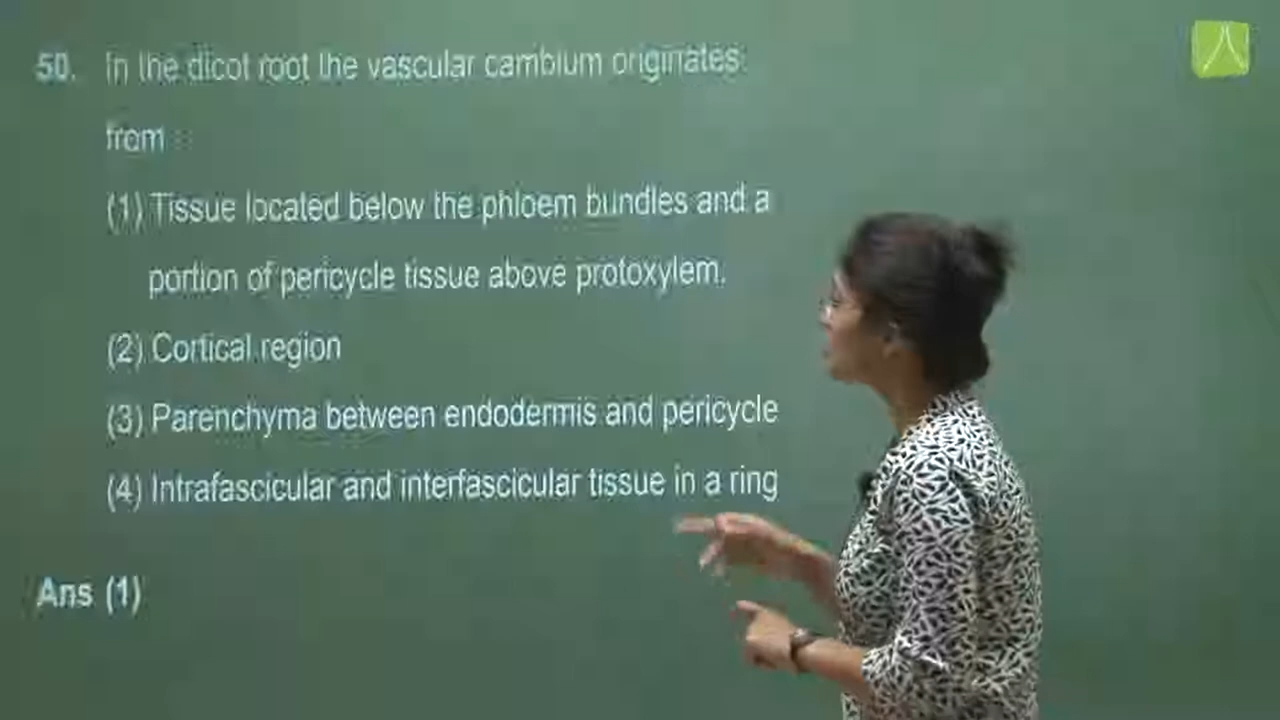 50. In the dicot root the vascular cambium originates
from :
(1) Tissue located below the phloem bundles and a
portion of pericycle tissue above protoxylem.
(2) Cortical region
(3) Parenchyma between endodermis and pericycle
(4) Intrafascicular and interfascicular tissue in a ring
Ans (1)